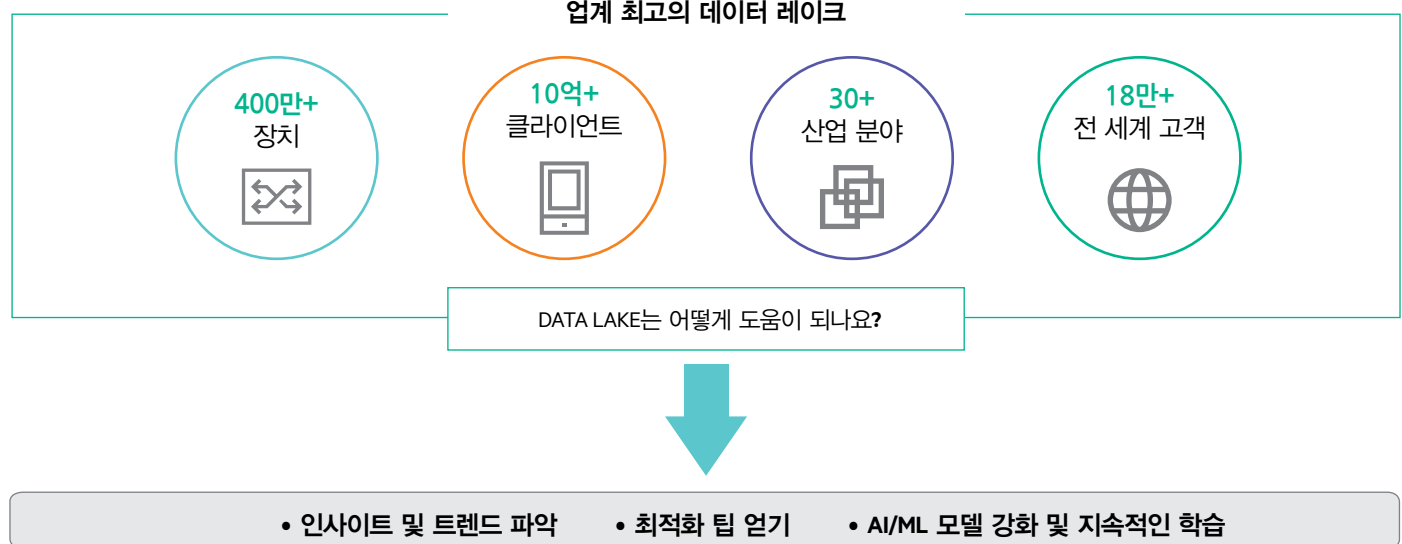 업계 최고의 데이터 레이크
400만+
장치
10억+
클라이언트
30+
산업 분야
18만+
전 세계 고객
DATA LAKE는 어떻게 도움이 되나요?
• 인사이트 및 트렌드 파악 • 최적화 팁 얻기 • AI/ML 모델 강화 및 지속적인 학습